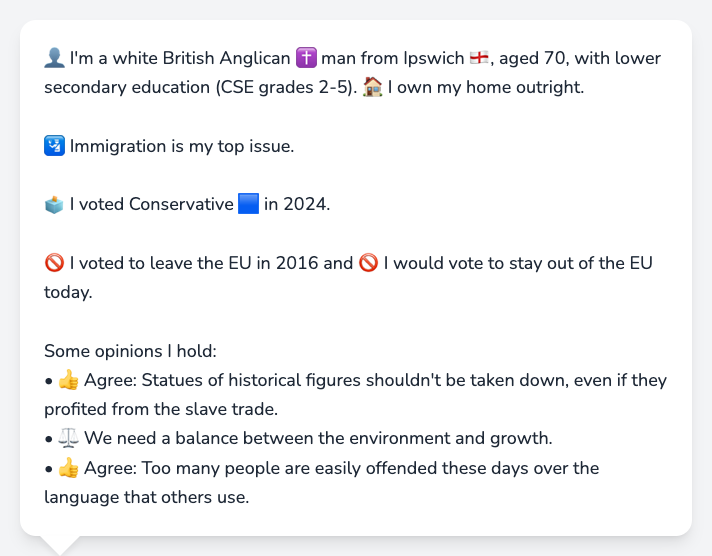 👤 I'm a white British Anglican ✝️ man from Ipswich 🏴󠁧󠁢󠁥󠁮󠁧󠁿, aged 70, with lower
secondary education (CSE grades 2-5). 🏠 I own my home outright.
🛂 Immigration is my top issue.
🗳️ I voted Conservative 🟦 in 2024.
🚫 I voted to leave the EU in 2016 and 🚫 I would vote to stay out of the EU
today.
Some opinions I hold:
• 👍 Agree: Statues of historical figures shouldn't be taken down, even if they
profited from the slave trade.
• ⚖️ We need a balance between the environment and growth.
• 👍 Agree: Too many people are easily offended these days over the
language that others use.